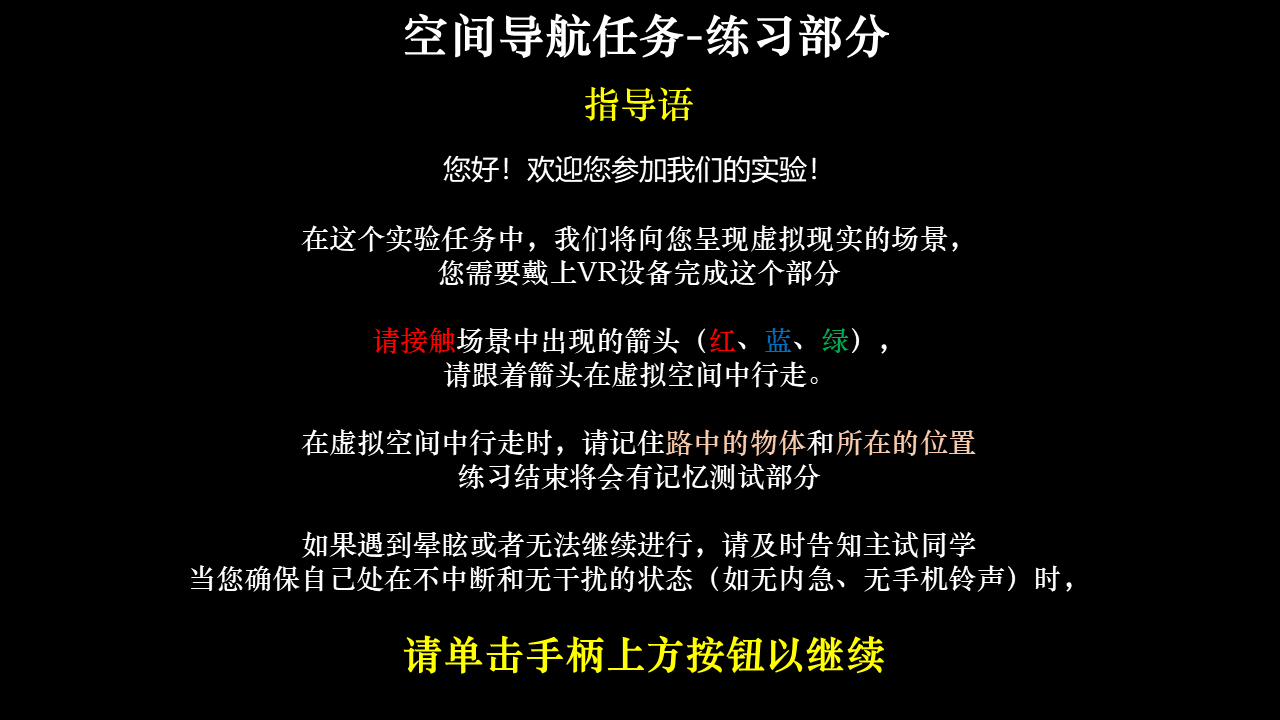 空间导航任务-练习部分
指导语
您好！欢迎您参加我们的实验！
在这个实验任务中，我们将向您呈现虚拟现实的场景，
您需要戴上VR设备完成这个部分
请接触场景中出现的箭头（红、蓝、绿），
请跟着箭头在虚拟空间中行走。
在虚拟空间中行走时，请记住路中的物体和所在的位置
练习结束将会有记忆测试部分
如果遇到晕眩或者无法继续进行，请及时告知主试同学
当您确保自己处在不中断和无干扰的状态（如无内急、无手机铃声）时，
请单击手柄上方按钮以继续